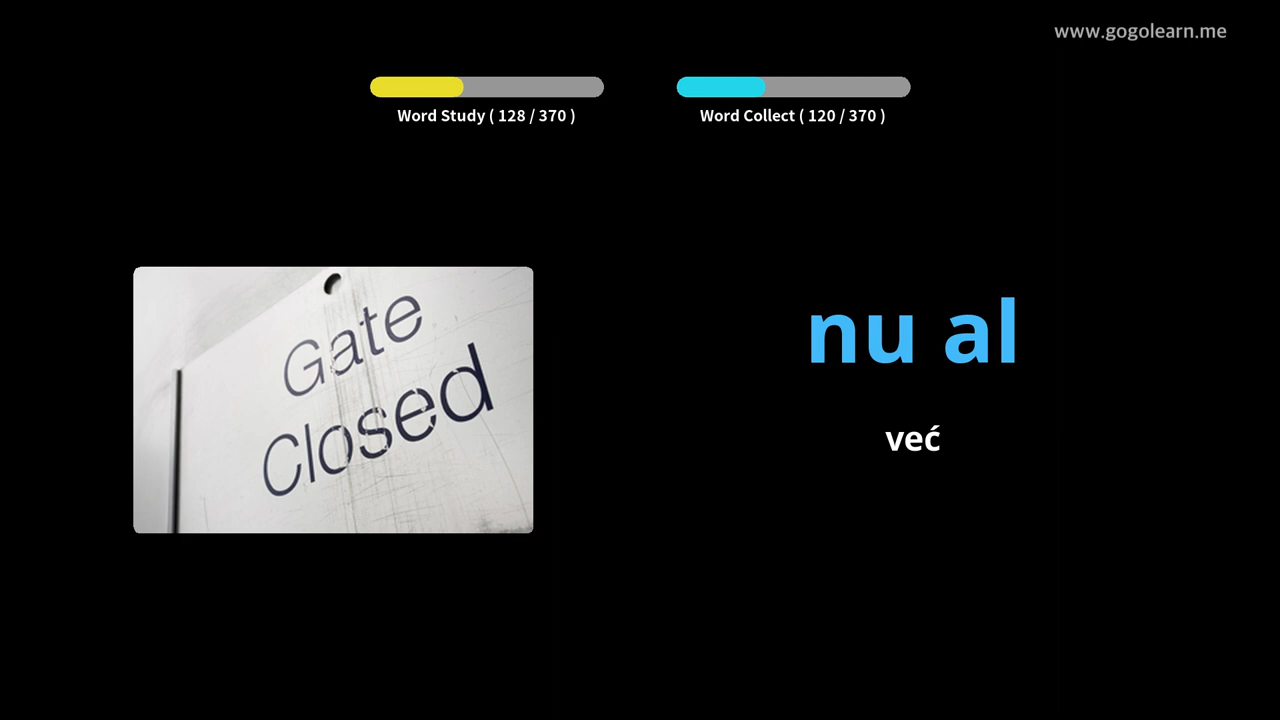 www.gogolearn.me
Word Study ( 128 / 370 )
Word Collect ( 120 / 370 )
Gate
Closed
nu al
već